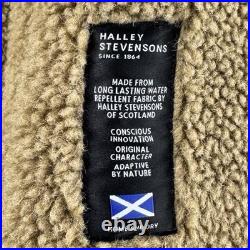 HALLEY
STEVENSONS
SINCE 1864
MADE FROM
LONG LASTING WATER
REPELLENT FABRIC BY
HALLEY STEVENSONS
OF SCOTLAND
CONSCIOUS
INNOVATION
ORIGINAL
CHARACTER
ADAPTIVE
BY NATURE